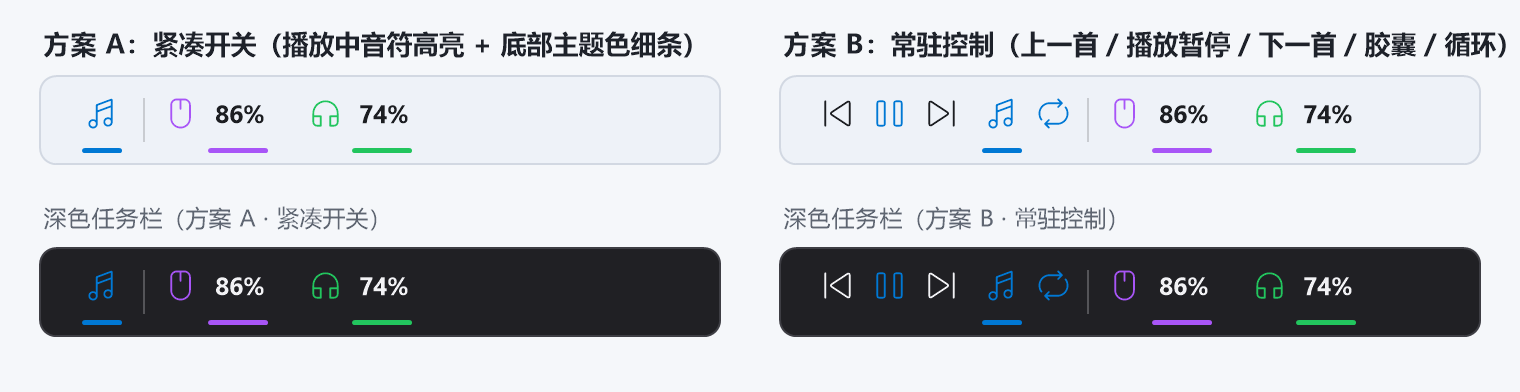 方案 A：紧凑开关（播放中音符高亮 + 底部主题色细条）
86% 74%
深色任务栏（方案 A · 紧凑开关）
86% 74%
方案 B：常驻控制（上一首 / 播放暂停 / 下一首 / 胶囊 / 循环）
86% 74%
深色任务栏（方案 B · 常驻控制）
86% 74%